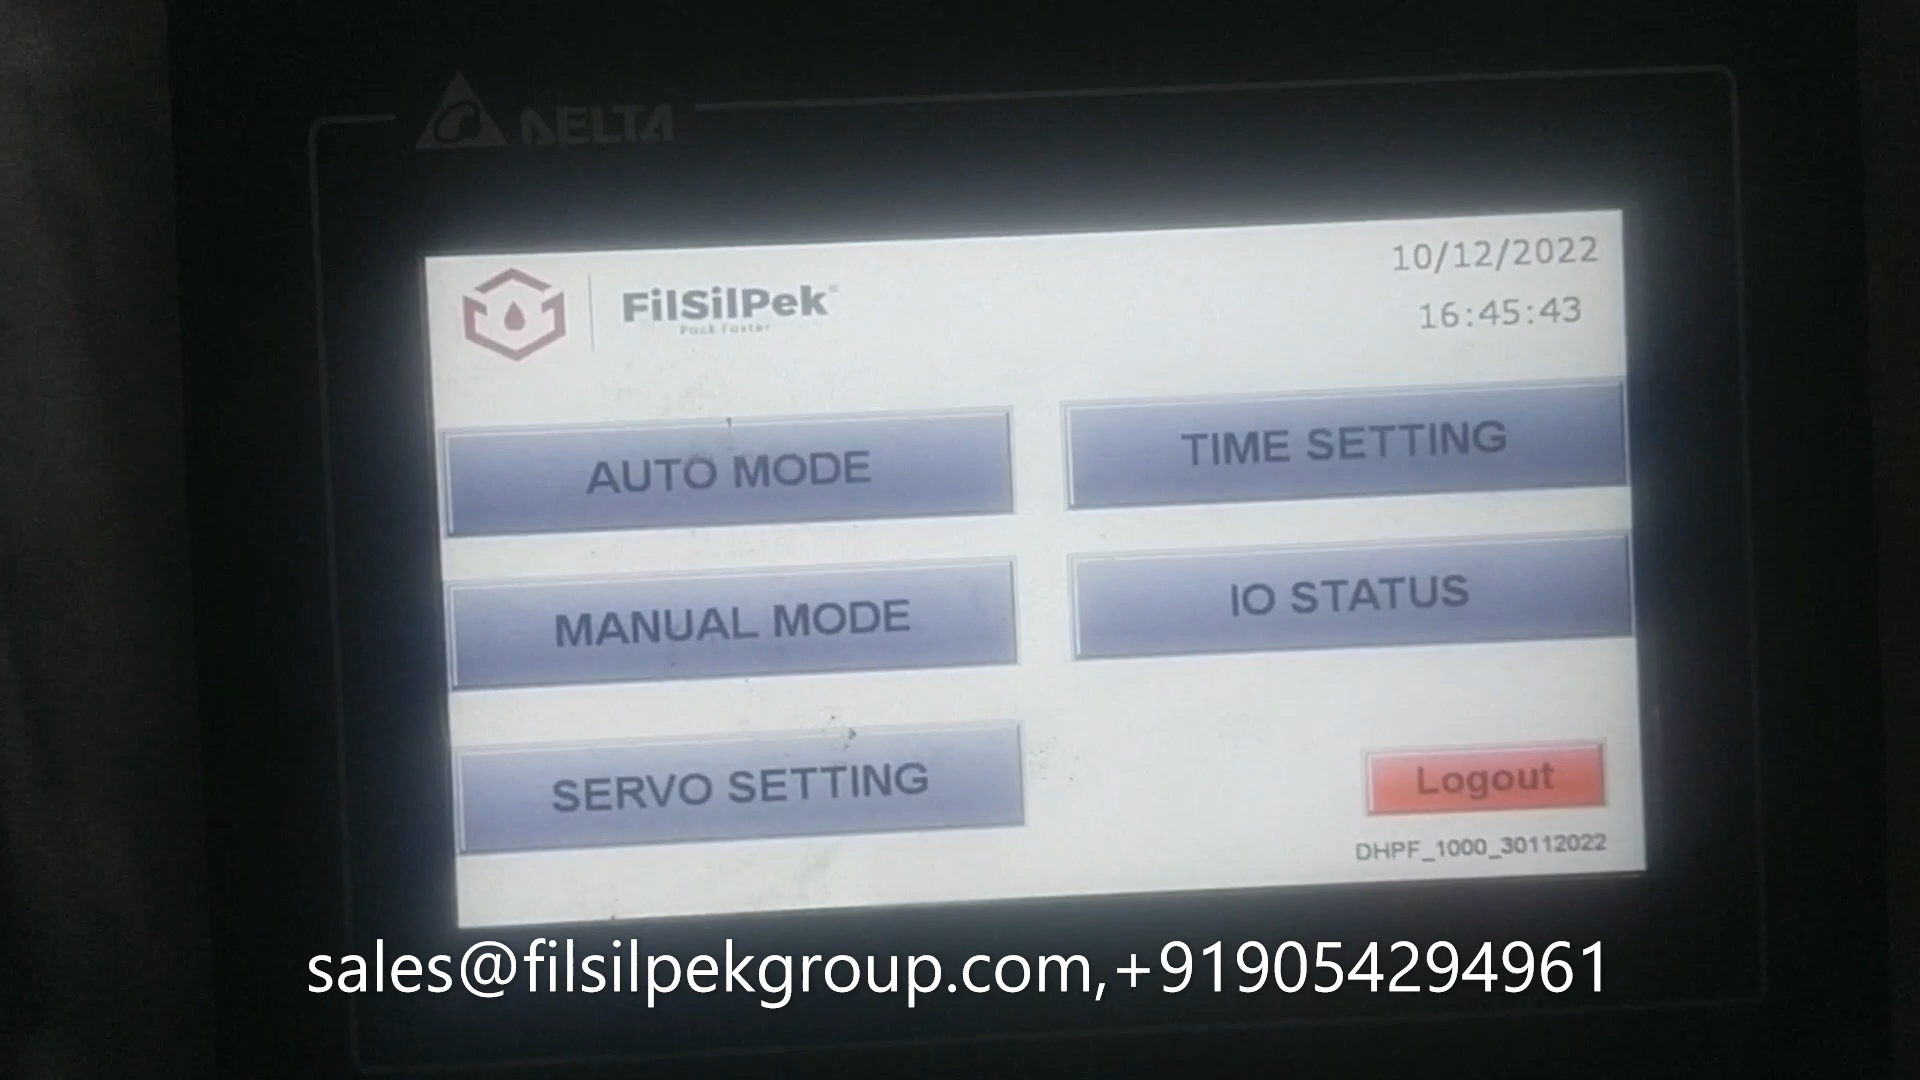 DELTA
FilSilPek
Pack Faster
10/12/2022
16:45:43
AUTO MODE
TIME SETTING
MANUAL MODE
IO STATUS
SERVO SETTING
Logout
DHPF_1000_30112022
sales@filsilpekgroup.com,+919054294961